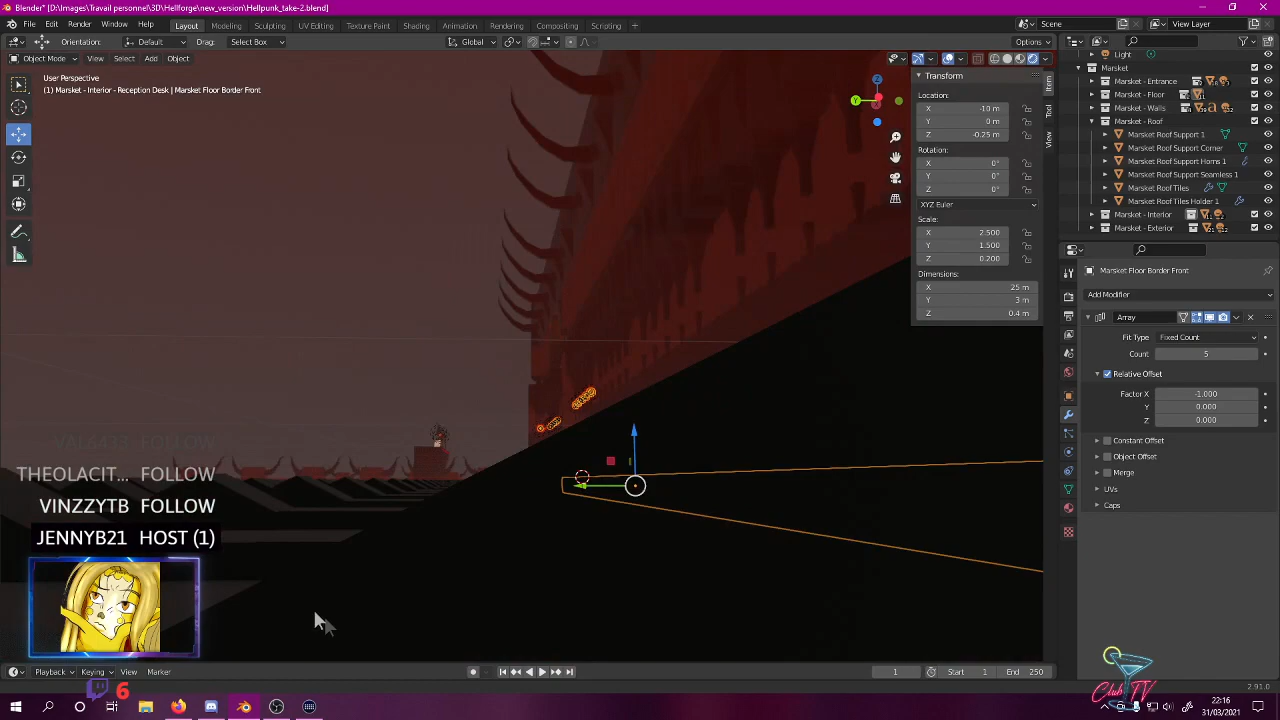 Blender* [D:\Images\Travail personnel\3D\Hellforge\new_version\Hellpunk_take-2.blend]
File Edit Render Window Help Layout Modeling Sculpting UV Editing Texture Paint Shading Animation Rendering Compositing Scripting + Scene View Layer
Orientation: Default Drag: Select Box Global Options
Object Mode View Select Add Object
User Perspective
(1) Marsket - Interior - Reception Desk | Marsket Floor Border Front
Z
Y
Transform
Location:
X -10 m
Y 0 m
Z -0.25 m
Rotation:
X 0°
Y 0°
Z 0°
XYZ Euler
Scale:
X 2.500
Y 1.500
Z 0.200
Dimensions:
X 25 m
Y 3 m
Z 0.4 m
Item
Tool
View
Light
Marsket
Marsket - Entrance
Marsket - Floor
Marsket - Walls
Marsket - Roof
Marsket Roof Support 1
Marsket Roof Support Corner
Marsket Roof Support Horns 1
Marsket Roof Support Seamless 1
Marsket Roof Tiles
Marsket Roof Tiles Holder 1
Marsket - Interior
Marsket - Exterior
Marsket Floor Border Front
Add Modifier
Array
Fit Type Fixed Count
Count 5
Relative Offset
Factor X -1.000
Y 0.000
Z 0.000
Constant Offset
Object Offset
Merge
UVs
Caps
VAL6433 FOLLOW
THEOLACIT... FOLLOW
VINZZYTB FOLLOW
JENNYB21 HOST (1)
Playback Keying View Marker 1 Start 1 End 250
2.91.0
6
Club TV
22:16
31/03/2021